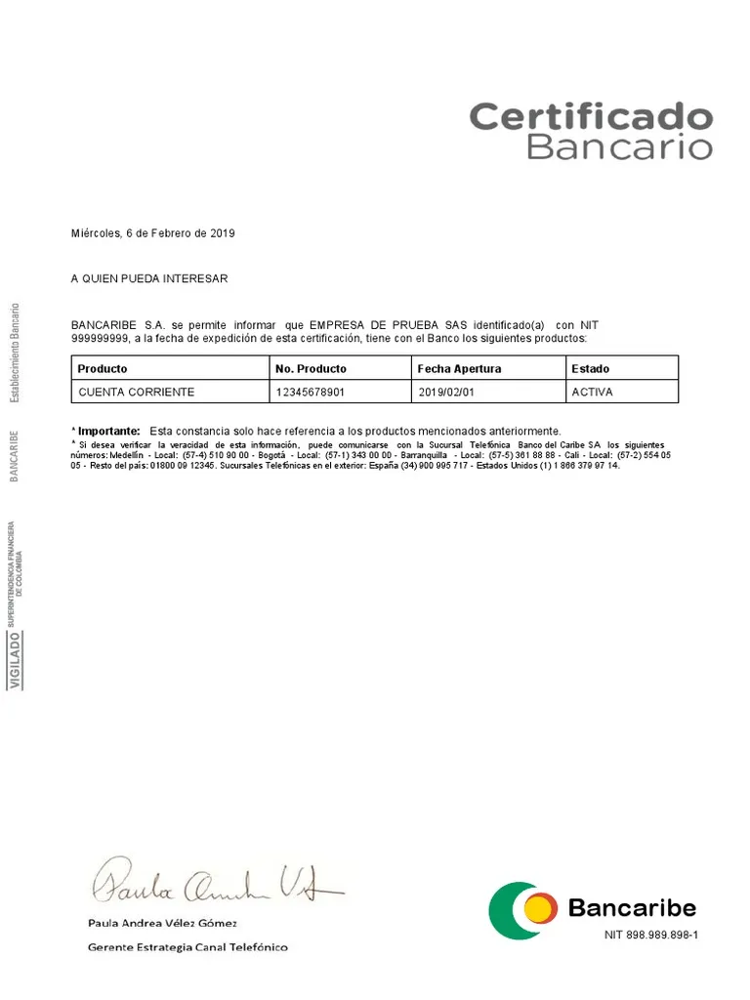 Certificado
Bancario
Miércoles, 6 de Febrero de 2019
A QUIEN PUEDA INTERESAR
BANCARIBE S.A. se permite informar que EMPRESA DE PRUEBA SAS identificado(a) con NIT
999999999, a la fecha de expedición de esta certificación, tiene con el Banco los siguientes productos:
Producto No. Producto Fecha Apertura Estado
CUENTA CORRIENTE 12345678901 2019/02/01 ACTIVA
* Importante: Esta constancia solo hace referencia a los productos mencionados anteriormente.
* Si desea verificar la veracidad de esta información, puede comunicarse con la Sucursal Telefónica Banco del Caribe SA los siguientes
números: Medellín - Local: (57-4) 510 90 00 - Bogotá - Local: (57-1) 343 00 00 - Barranquilla - Local: (57-5) 361 88 88 - Cali - Local: (57-2) 554 05
05 - Resto del país: 01800 09 12345. Sucursales Telefónicas en el exterior: España (34) 900 995 717 - Estados Unidos (1) 1 866 379 97 14.
Establecimiento Bancario
BANCARIBE
SUPERINTENDENCIA FINANCIERA
DE COLOMBIA
VIGILADO
Paula Andrea Vélez Gómez
Gerente Estrategia Canal Telefónico
Bancaribe
NIT 898.989.898-1